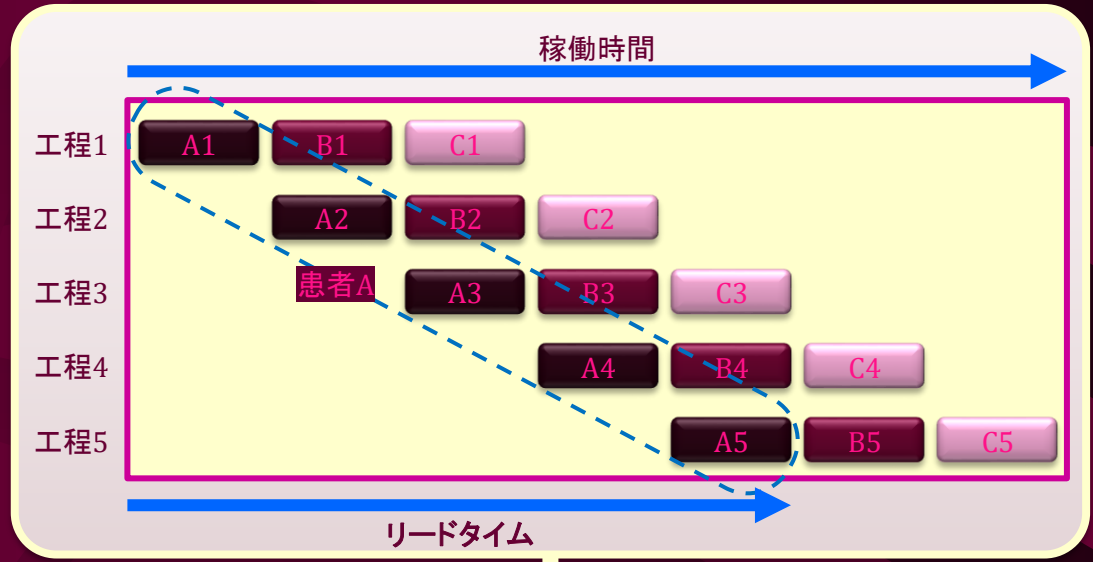 稼働時間
工程1 A1 B1 C1
工程2 A2 B2 C2
工程3 患者A A3 B3 C3
工程4 A4 B4 C4
工程5 A5 B5 C5
リードタイム